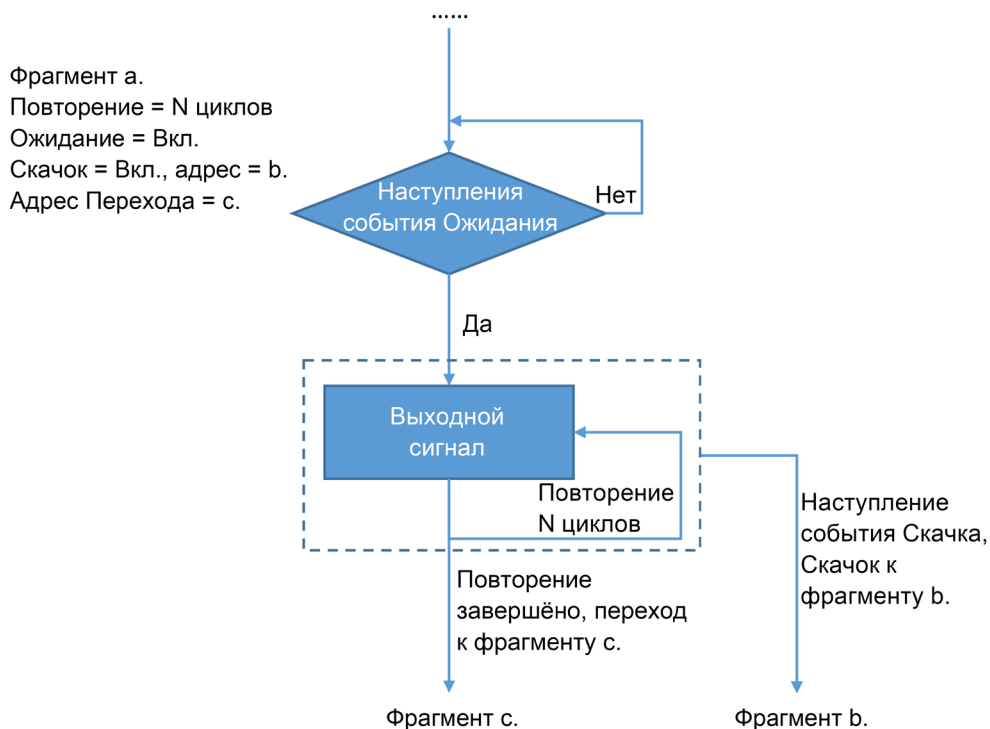 ......
Фрагмент a.
Повторение = N циклов
Ожидание = Вкл.
Скачок = Вкл., адрес = b.
Адрес Перехода = c.
Наступления
события Ожидания
Нет
Да
Выходной
сигнал
Повторение
N циклов
Наступление
события Скачка,
Скачок к
фрагменту b.
Повторение
завершёно, переход
к фрагменту c.
Фрагмент c.
Фрагмент b.